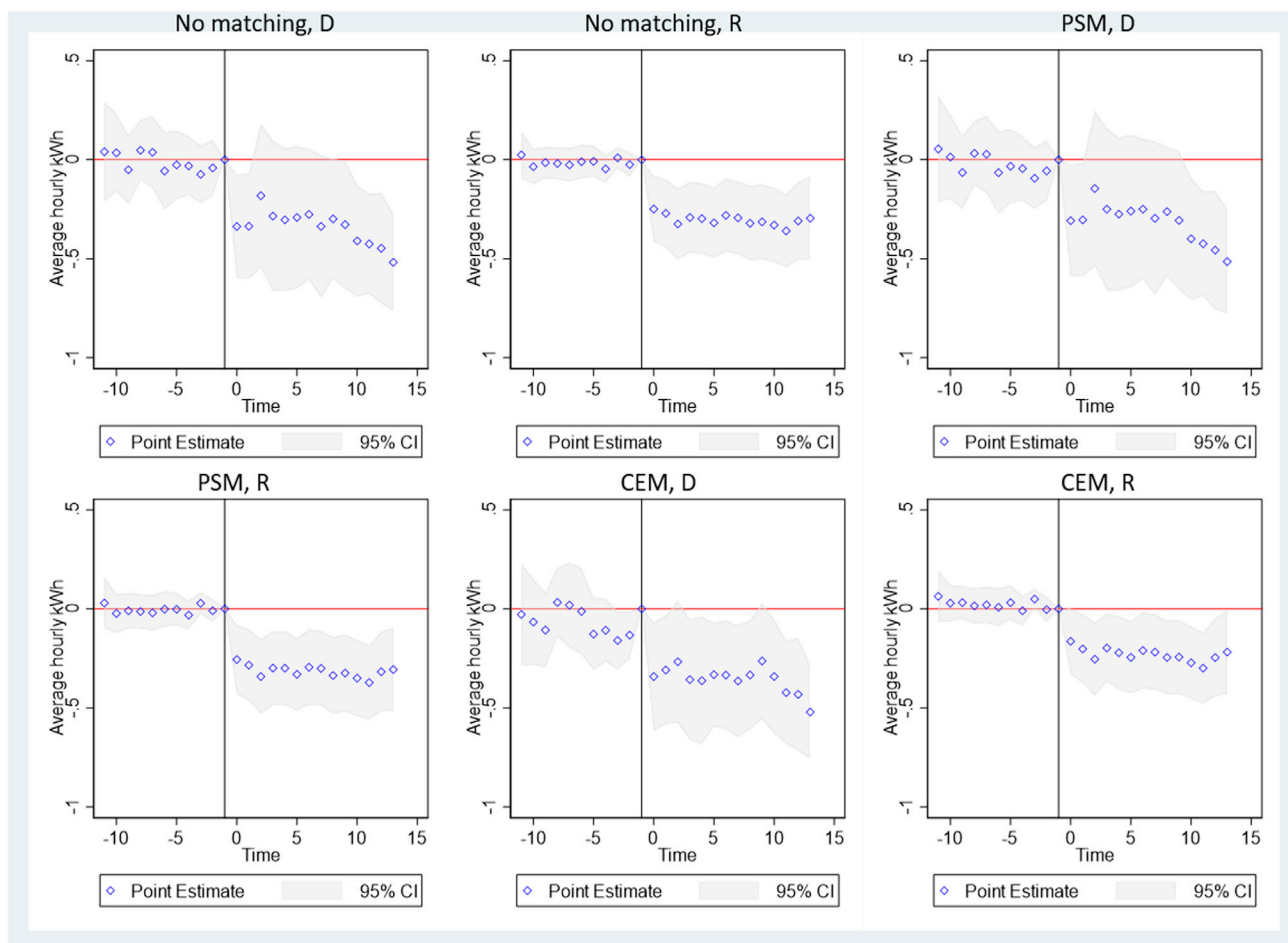 No matching, D
.5
0
-.5
-1
Average hourly kWh
-10 -5 0 5 10 15
Time
Point Estimate 95% CI
No matching, R
.5
0
-.5
-1
Average hourly kWh
-10 -5 0 5 10 15
Time
Point Estimate 95% CI
PSM, D
.5
0
-.5
-1
Average hourly kWh
-10 -5 0 5 10 15
Time
Point Estimate 95% CI
PSM, R
.5
0
-.5
-1
Average hourly kWh
-10 -5 0 5 10 15
Time
Point Estimate 95% CI
CEM, D
.5
0
-.5
-1
Average hourly kWh
-10 -5 0 5 10 15
Time
Point Estimate 95% CI
CEM, R
.5
0
-.5
-1
Average hourly kWh
-10 -5 0 5 10 15
Time
Point Estimate 95% CI